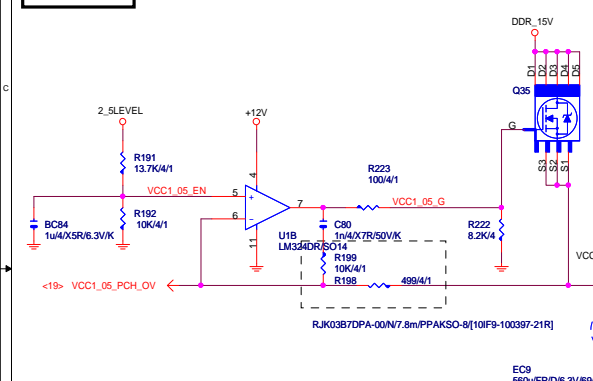 DDR_15V
D1
D2
D3
D4
D5
C
Q35
2_5LEVEL
+12V
G
R191
13.7K/4/1
4
R223
100/4/1
S3
S2
S1
VCC1_05_EN
5
+
7
VCC1_05_G
6
-
BC84
1u/4/X5R/6.3V/K
R192
10K/4/1
U1B
LM324DR/SO14
11
C80
1n/4/X7R/50V/K
R222
8.2K/4
R199
10K/4/1
VCC
<19> VCC1_05_PCH_OV
R198
499/4/1
RJK03B7DPA-00/N/7.8m/PPAKSO-8/[10IF9-100397-21R]
EC9